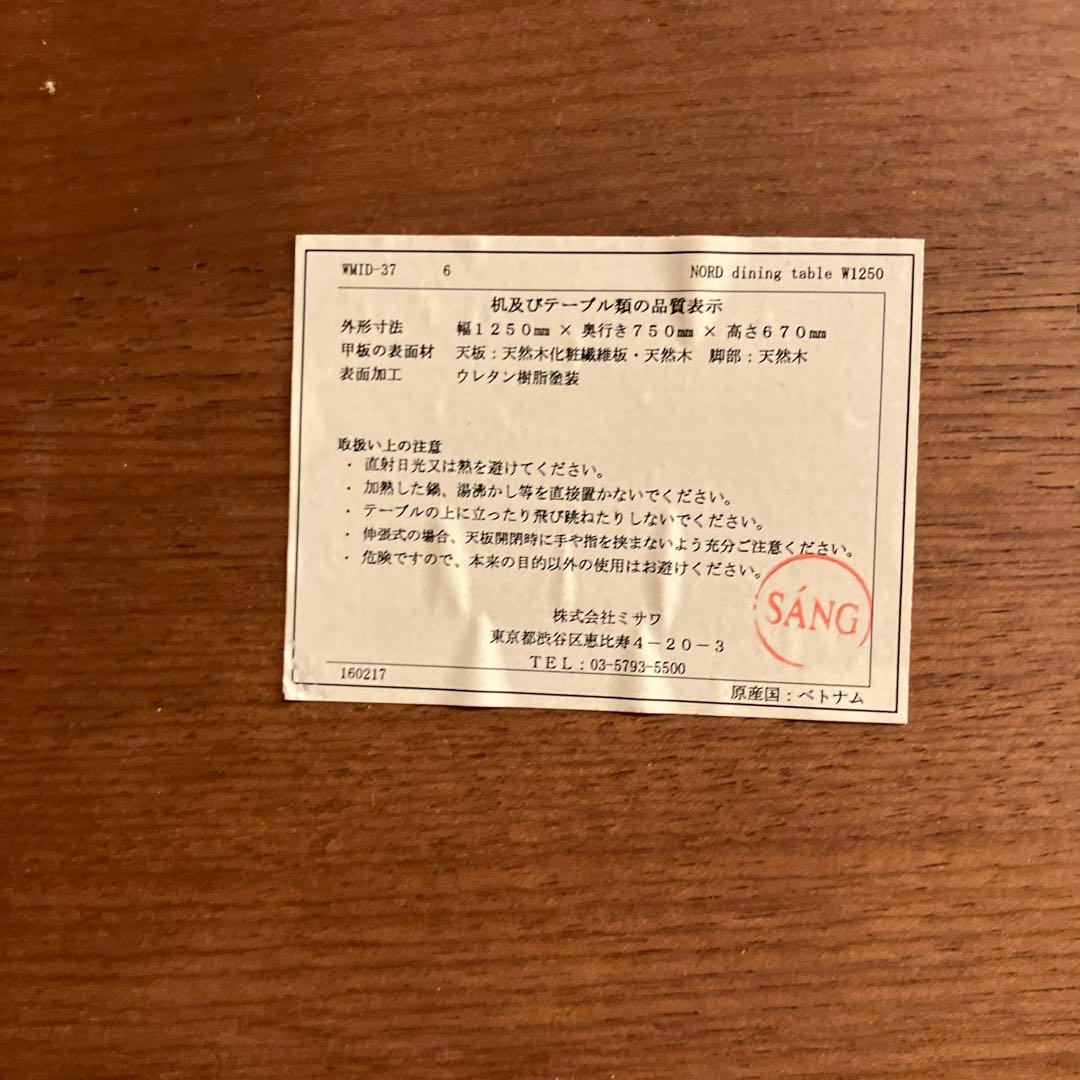 WMID-37 6 NORD dining table W1250
机及びテーブル類の品質表示
外形寸法 幅1250㎜ × 奥行き750㎜ × 高さ670㎜
甲板の表面材 天板：天然木化粧繊維板・天然木 脚部：天然木
表面加工 ウレタン樹脂塗装
取扱い上の注意
・ 直射日光又は熱を避けてください。
・ 加熱した鍋、湯沸かし等を直接置かないでください。
・ テーブルの上に立ったり飛び跳ねたりしないでください。
・ 伸張式の場合、天板開閉時に手や指を挟まないよう充分ご注意ください。
・ 危険ですので、本来の目的以外の使用はお避けください。
SÁNG
株式会社ミサワ
東京都渋谷区恵比寿4－20－3
TEL：03-5793-5500
160217
原産国：ベトナム